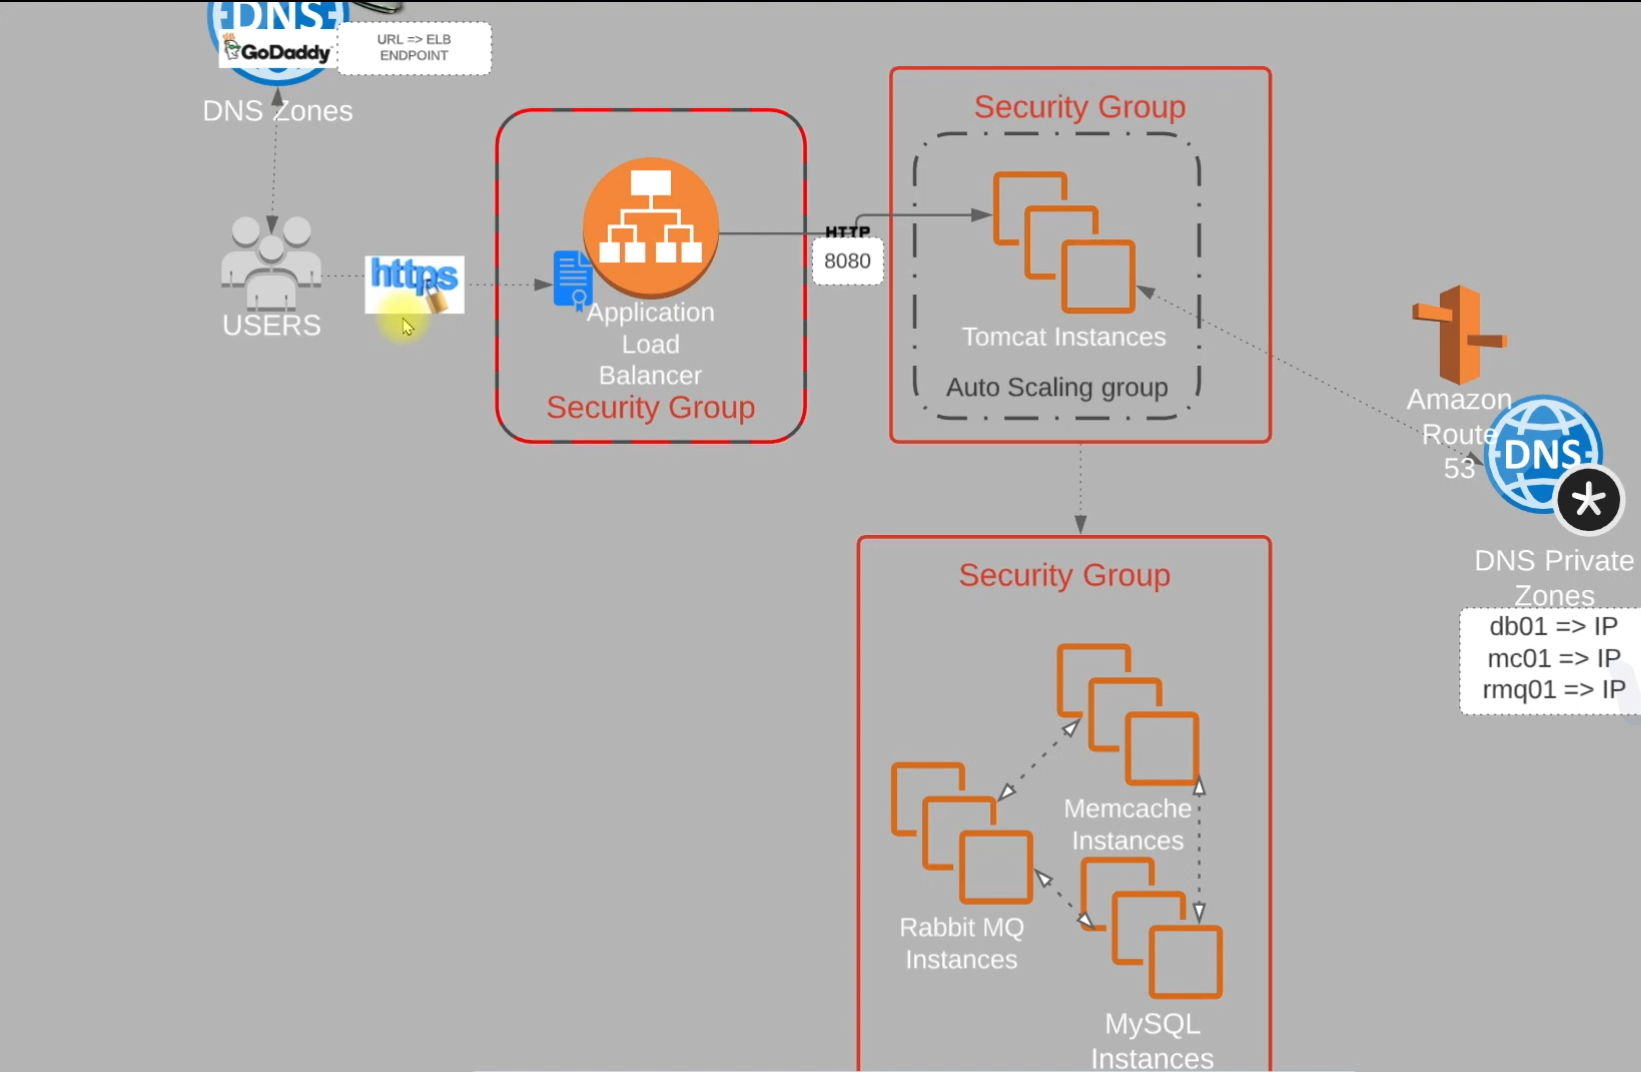 DNS
GoDaddy
URL => ELB
ENDPOINT
DNS Zones
USERS
https
Application
Load
Balancer
Security Group
HTTP
8080
Security Group
Tomcat Instances
Auto Scaling group
Amazon
Route
53
DNS
DNS Private
Zones
db01 => IP
mc01 => IP
rmq01 => IP
Security Group
Memcache
Instances
Rabbit MQ
Instances
MySQL
Instances